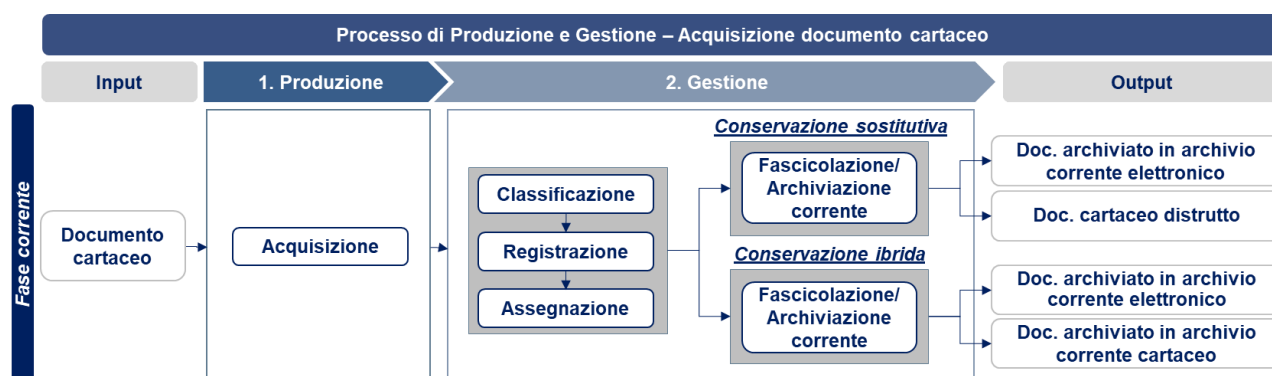 Processo di Produzione e Gestione – Acquisizione documento cartaceo
Input
1. Produzione
2. Gestione
Output
Fase corrente
Documento
cartaceo
Acquisizione
Classificazione
Registrazione
Assegnazione
Conservazione sostitutiva
Fascicolazione/
Archiviazione
corrente
Conservazione ibrida
Fascicolazione/
Archiviazione
corrente
Doc. archiviato in archivio
corrente elettronico
Doc. cartaceo distrutto
Doc. archiviato in archivio
corrente elettronico
Doc. archiviato in archivio
corrente cartaceo